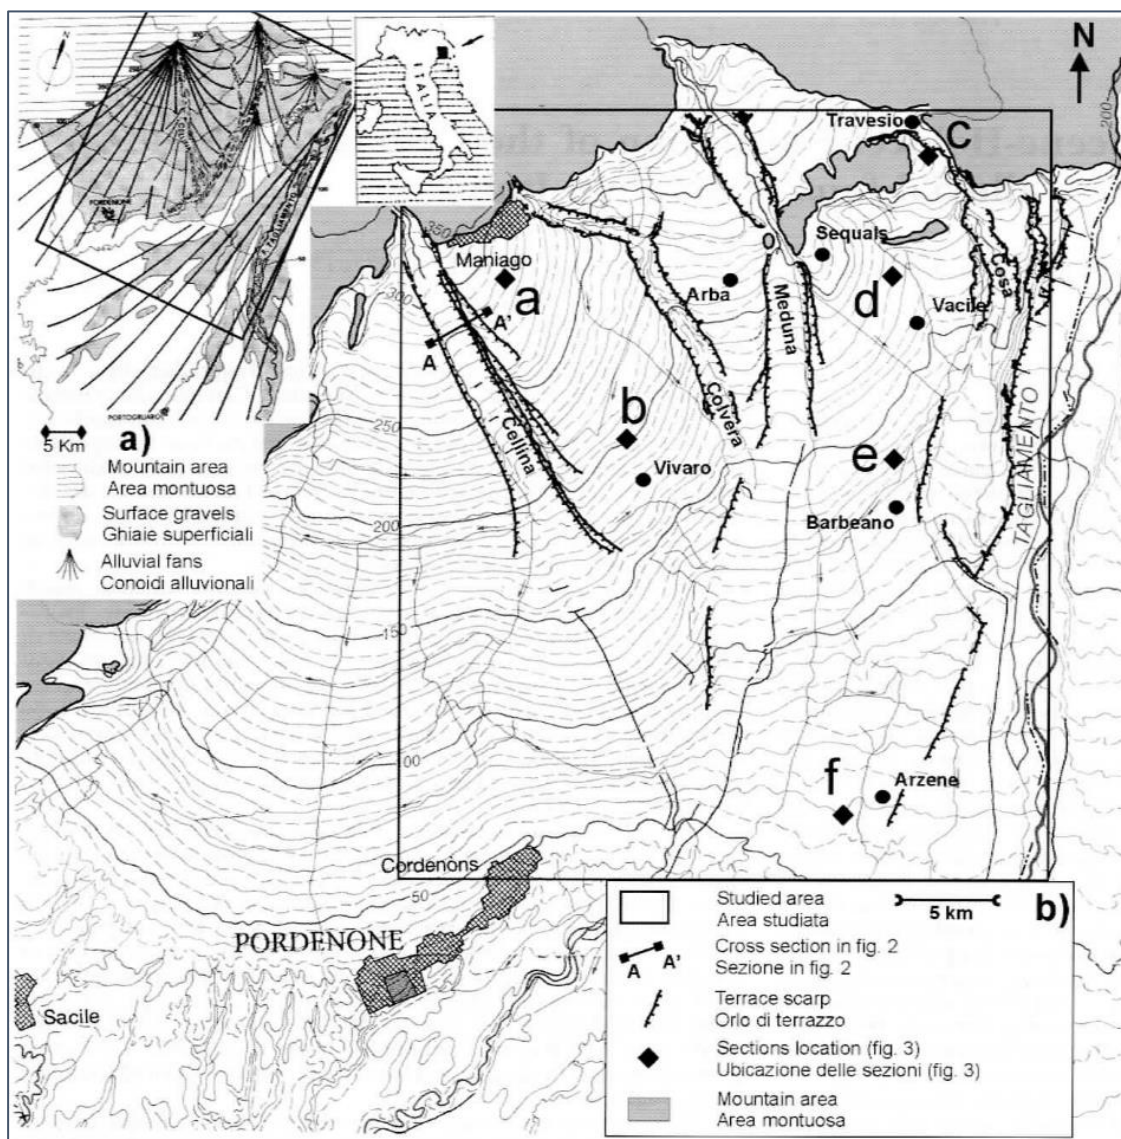 ITALIA
PORDENONE
TAGLIAMENTO
PORTOGRUARO
5 Km
a)
Mountain area
Area montuosa
Surface gravels
Ghiaie superficiali
Alluvial fans
Conoidi alluvionali
N
200
Travesio
c
350
Maniago
300
a
A
A'
Sequals
Arba
Meduna
d
Vacile
Cosa
Colvera
Cellina
b
Vivaro
250
200
e
Barbeano
TAGLIAMENTO
150
00
f
Arzene
Cordenons
50
PORDENONE
Sacile
Studied area
Area studiata
5 km
b)
A A'
Cross section in fig. 2
Sezione in fig. 2
Terrace scarp
Orlo di terrazzo
Sections location (fig. 3)
Ubicazione delle sezioni (fig. 3)
Mountain area
Area montuosa